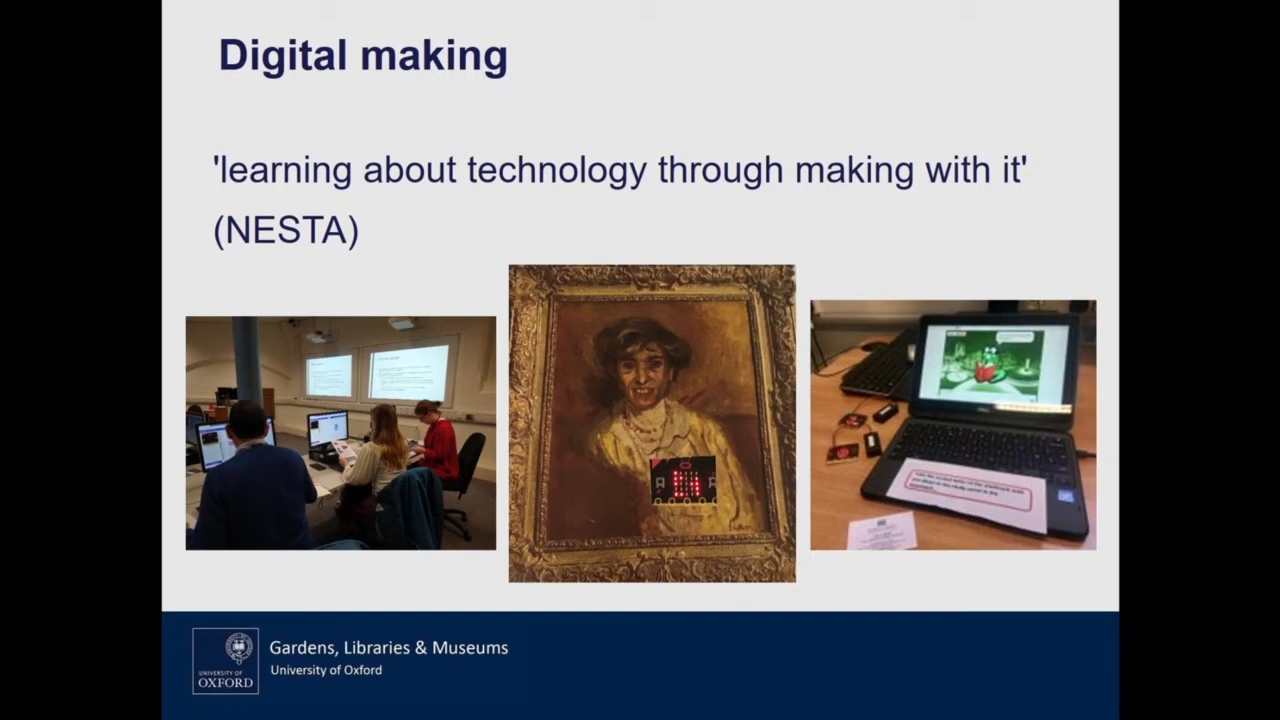 Digital making
'learning about technology through making with it'
(NESTA)
UNIVERSITY OF
OXFORD
Gardens, Libraries & Museums
University of Oxford